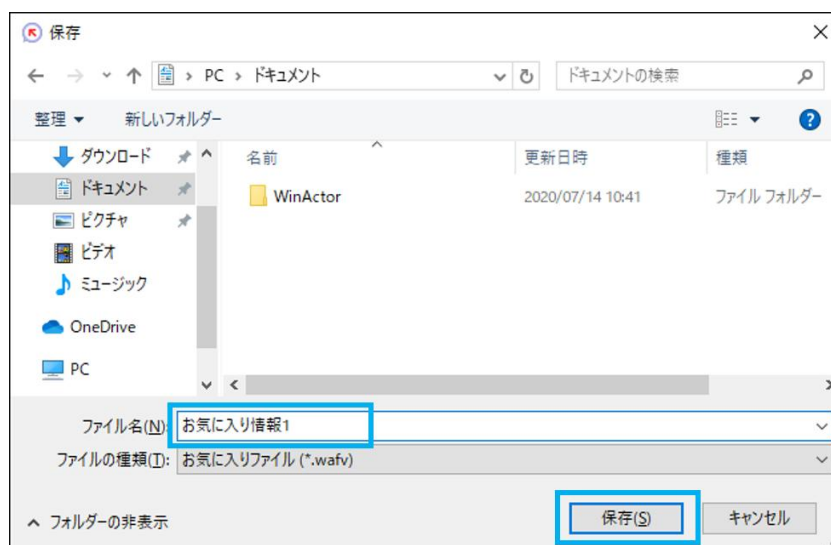 保存
PC › ドキュメント
ドキュメントの検索
整理
新しいフォルダー
ダウンロード
ドキュメント
ピクチャ
ビデオ
ミュージック
OneDrive
PC
名前 更新日時 種類
WinActor 2020/07/14 10:41 ファイル フォルダー
ファイル名(N): お気に入り情報1
ファイルの種類(T): お気に入りファイル (*.wafv)
フォルダーの非表示
保存(S)
キャンセル